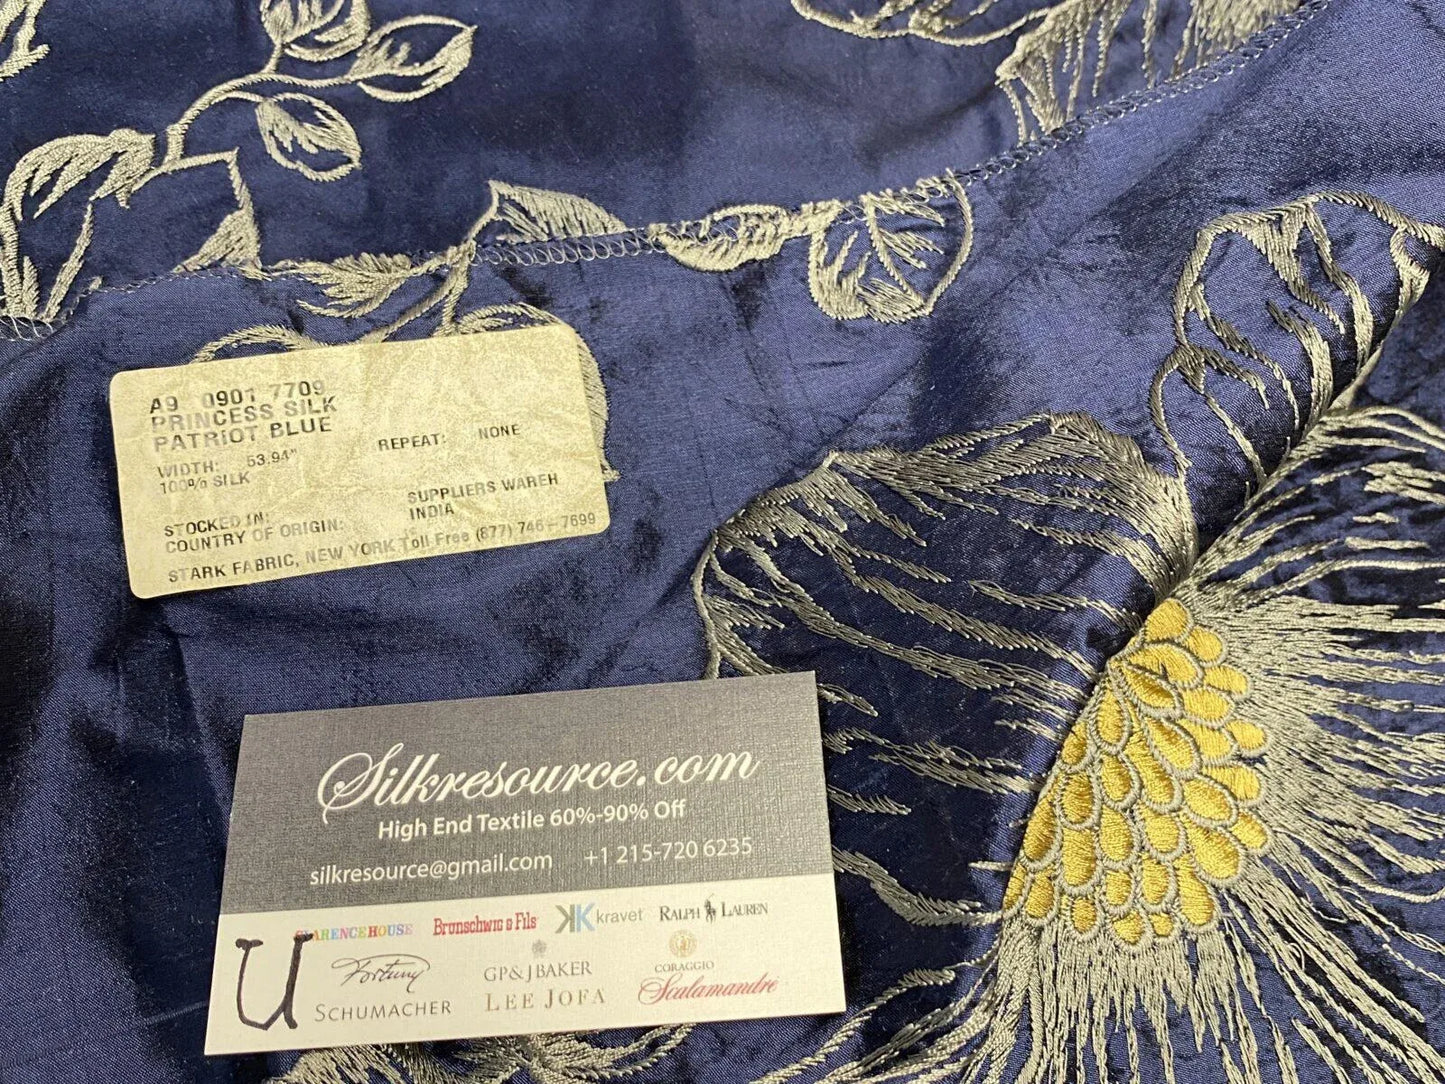 A9 0901 7709
PRINCESS SILK
PATRIOT BLUE
WIDTH: 53.94" REPEAT: NONE
100% SILK
STOCKED IN: SUPPLIERS WAREH
COUNTRY OF ORIGIN: INDIA
STARK FABRIC, NEW YORK Toll Free (877) 746-7699
Silkresource.com
High End Textile 60%-90% Off
silkresource@gmail.com +1 215-720 6235
CLARENCE HOUSE Brunschwig & Fils kravet RALPH LAUREN
U Fortuny GP & J BAKER CORAGGIO
SCHUMACHER LEE JOFA Scalamandré